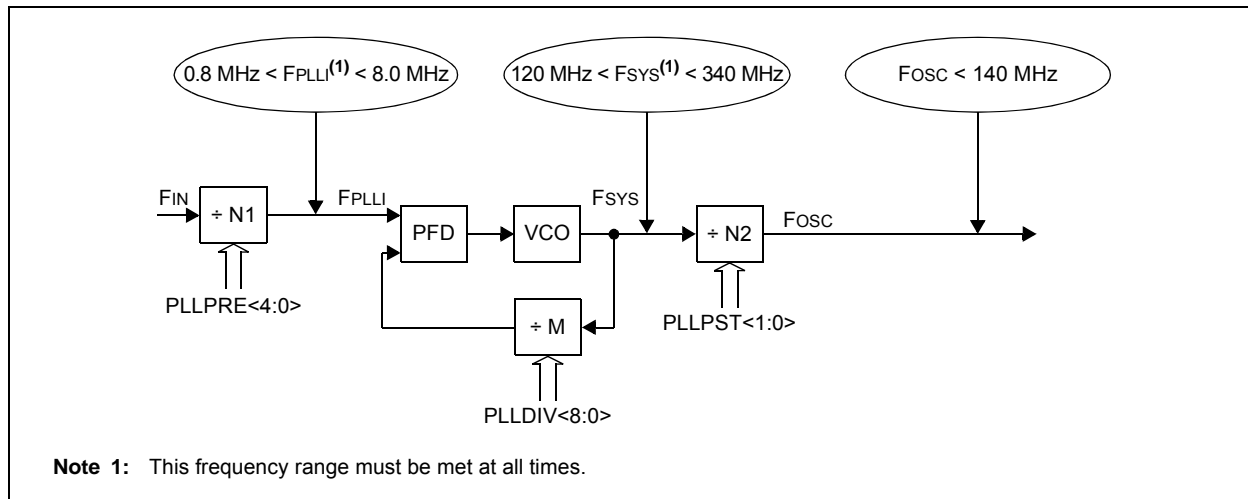 0.8 MHz < FPLLI(1) < 8.0 MHz
120 MHz < FSYS(1) < 340 MHz
FOSC < 140 MHz
FIN
÷ N1
FPLLI
PFD
VCO
FSYS
÷ N2
FOSC
PLLPRE<4:0>
÷ M
PLLPST<1:0>
PLLDIV<8:0>
Note 1: This frequency range must be met at all times.